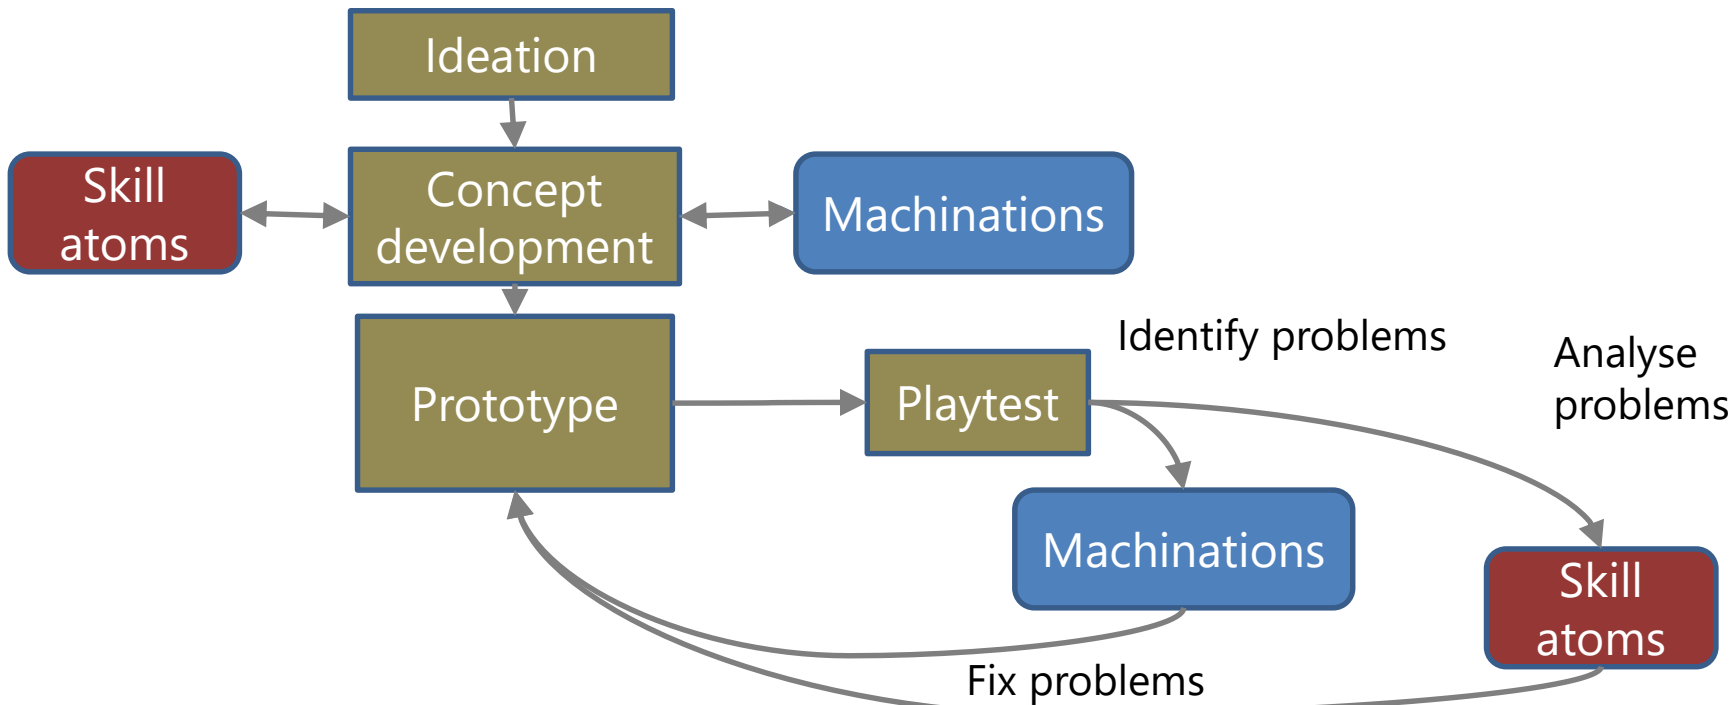 Ideation
Skill
atoms
Concept
development
Machinations
Identify problems
Analyse
problems
Prototype
Playtest
Machinations
Skill
atoms
Fix problems